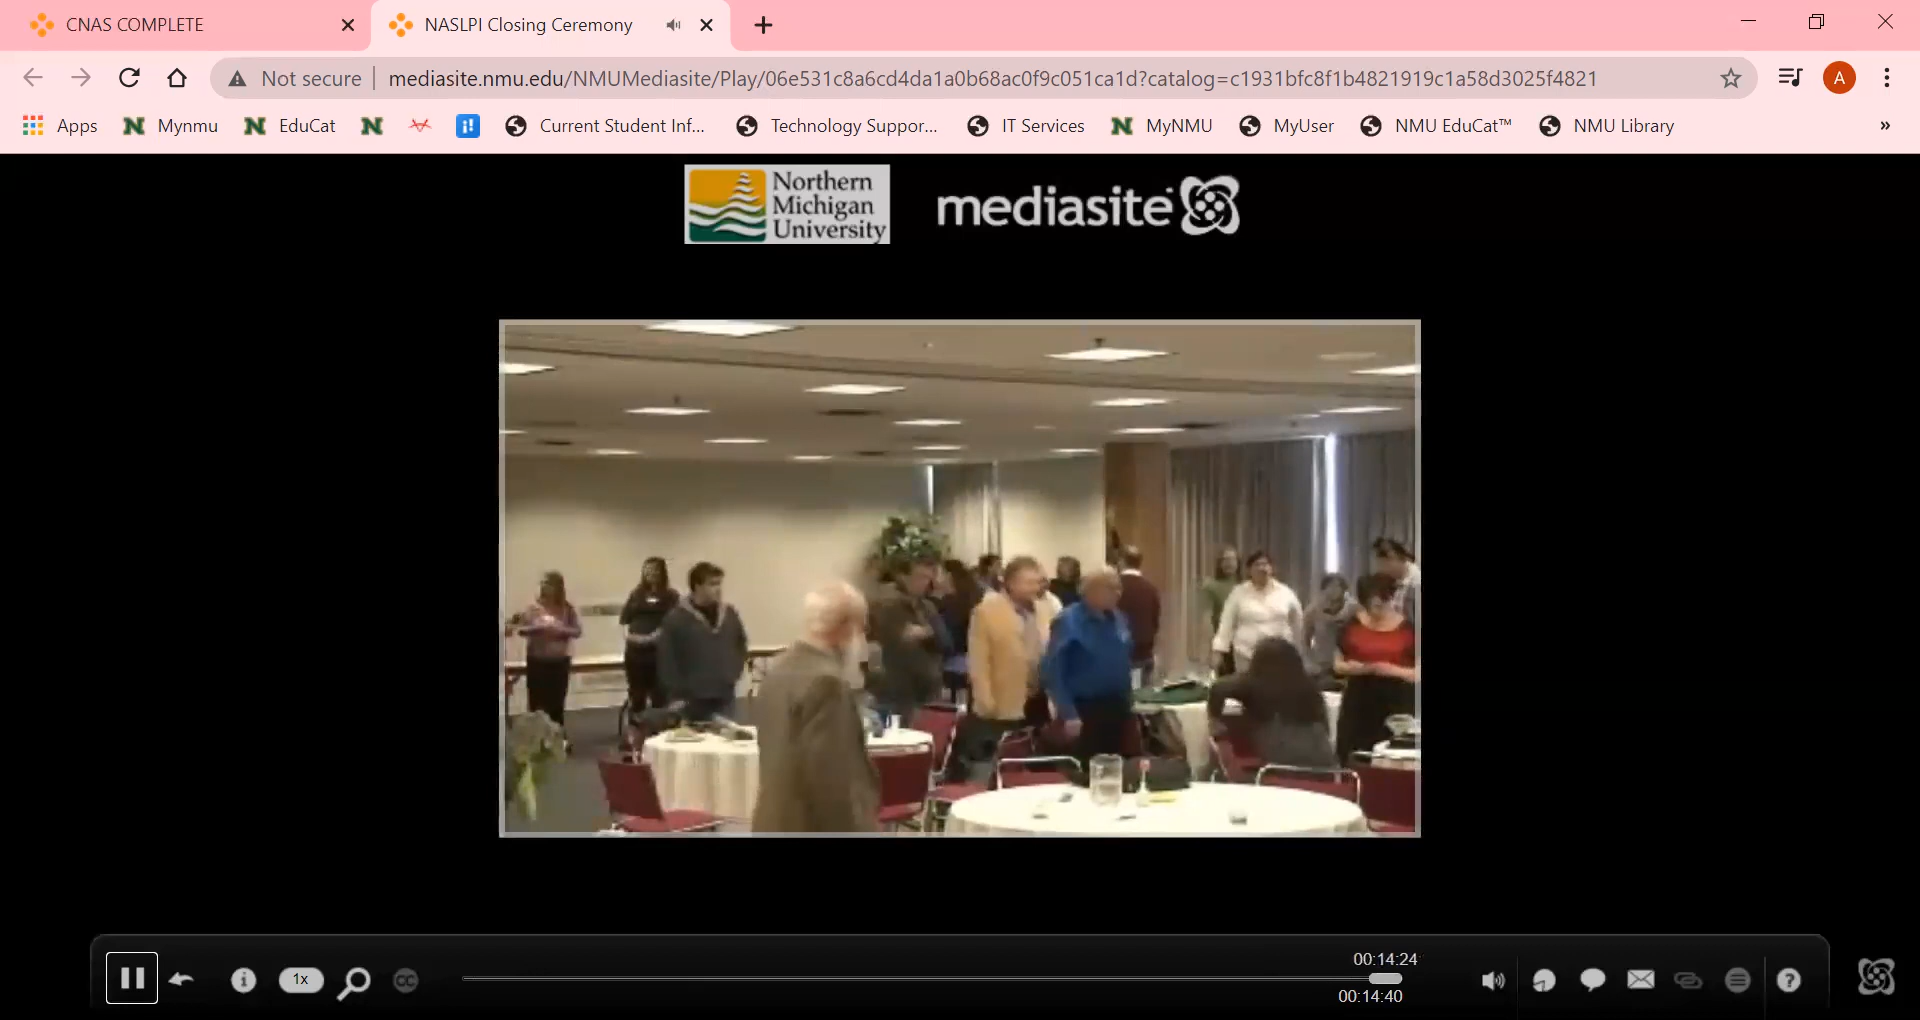 CNAS COMPLETE
NASLPI Closing Ceremony
Not secure
mediasite.nmu.edu/NMUMediasite/Play/06e531c8a6cd4da1a0b68ac0f9c051ca1d?catalog=c1931bfc8f1b4821919c1a58d3025f4821
A
Apps Mynmu EduCat Current Student Inf... Technology Suppor... IT Services MyNMU MyUser NMU EduCat™ NMU Library »
Northern
Michigan
University
mediasite
00:14:24
1x CC
00:14:40